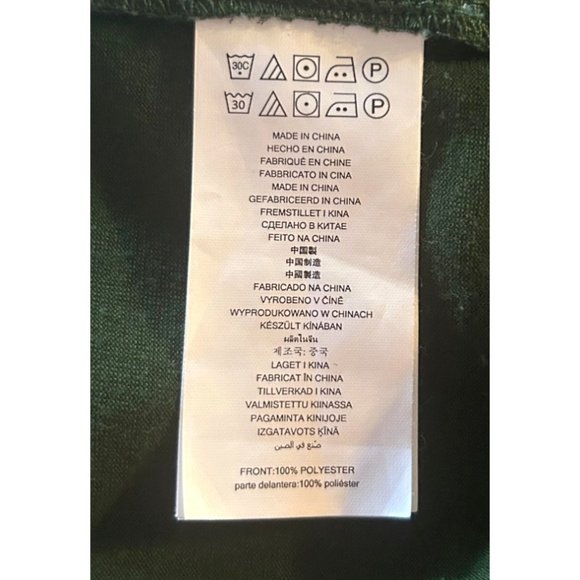 30C P
30 P
MADE IN CHINA
HECHO EN CHINA
FABRIQUÉ EN CHINE
FABBRICATO IN CINA
MADE IN CHINA
GEFABRICEERD IN CHINA
FREMSTILLET I KINA
СДЕЛАНО В КИТАЕ
FEITO NA CHINA
中国製
中国制造
中國製造
FABRICADO NA CHINA
VYROBENO V ČÍNĚ
WYPRODUKOWANO W CHINACH
KÉSZÜLT KÍNÁBAN
ผลิตในจีน
제조국: 중국
LAGET I KINA
FABRICAT ÎN CHINA
TILLVERKAD I KINA
VALMISTETTU KIINASSA
PAGAMINTA KINIJOJE
IZGATAVOTS ĶĪNĀ
صنع في الصين
FRONT:100% POLYESTER
parte delantera:100% poliéster